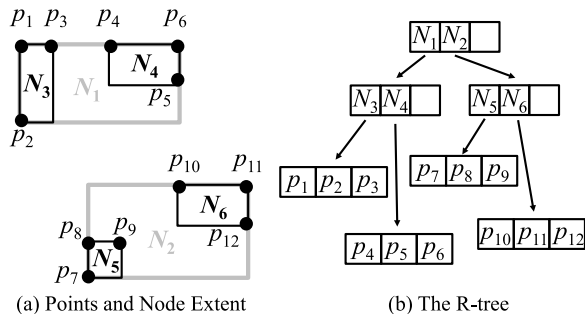 p₁ p₃ p₄ p₆
N₃ N₁ N₄
p₅
p₂
p₁₀ p₁₁
N₆
p₈ p₉ N₂ p₁₂
N₅
p₇
(a) Points and Node Extent
N₁ N₂
N₃ N₄
N₅ N₆
p₁ p₂ p₃
p₇ p₈ p₉
p₄ p₅ p₆
p₁₀ p₁₁ p₁₂
(b) The R-tree